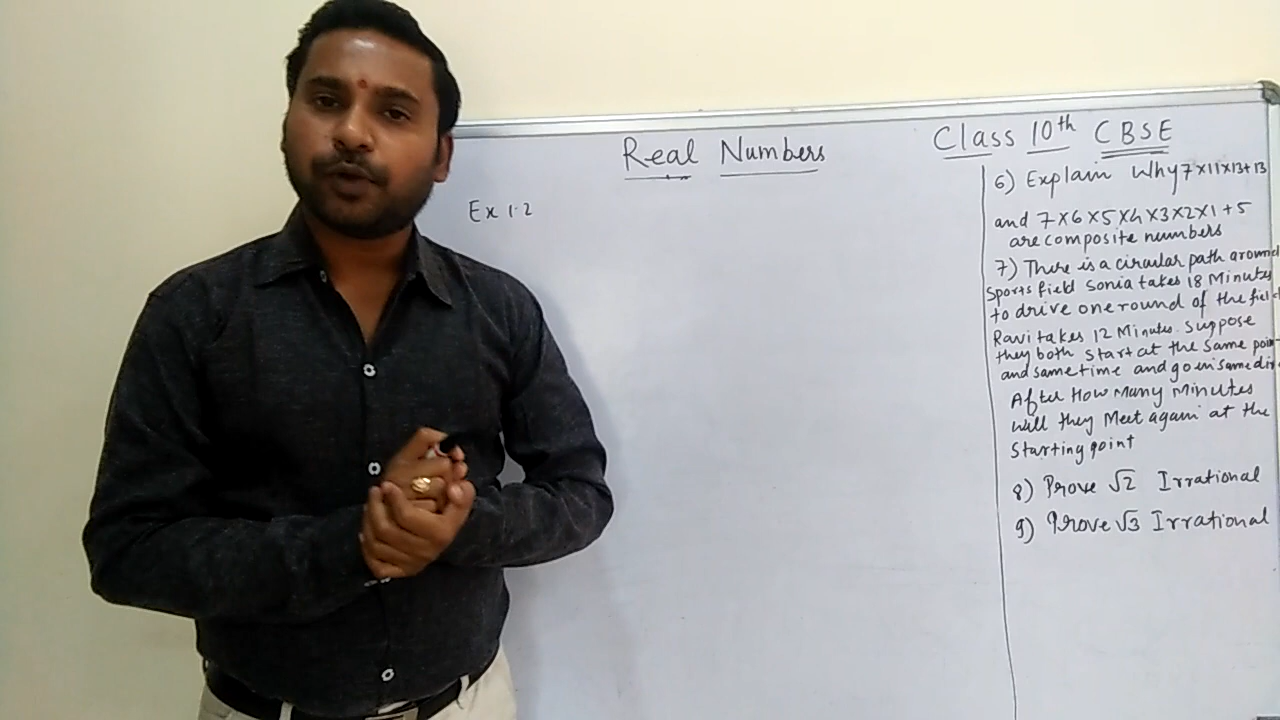 Real Numbers
Class 10th CBSE
Ex 1.2
6) Explain Why 7×11×13+13
and 7×6×5×4×3×2×1+5
are composite numbers
7) There is a circular path around
Sports field Sonia takes 18 Minutes
to drive one round of the field
Ravi takes 12 Minutes. Suppose
they both start at the same point
and same time and go in same dir
After How Many Minutes
will they Meet again at the
Starting point
8) Prove √2 Irrational
9) Prove √3 Irrational